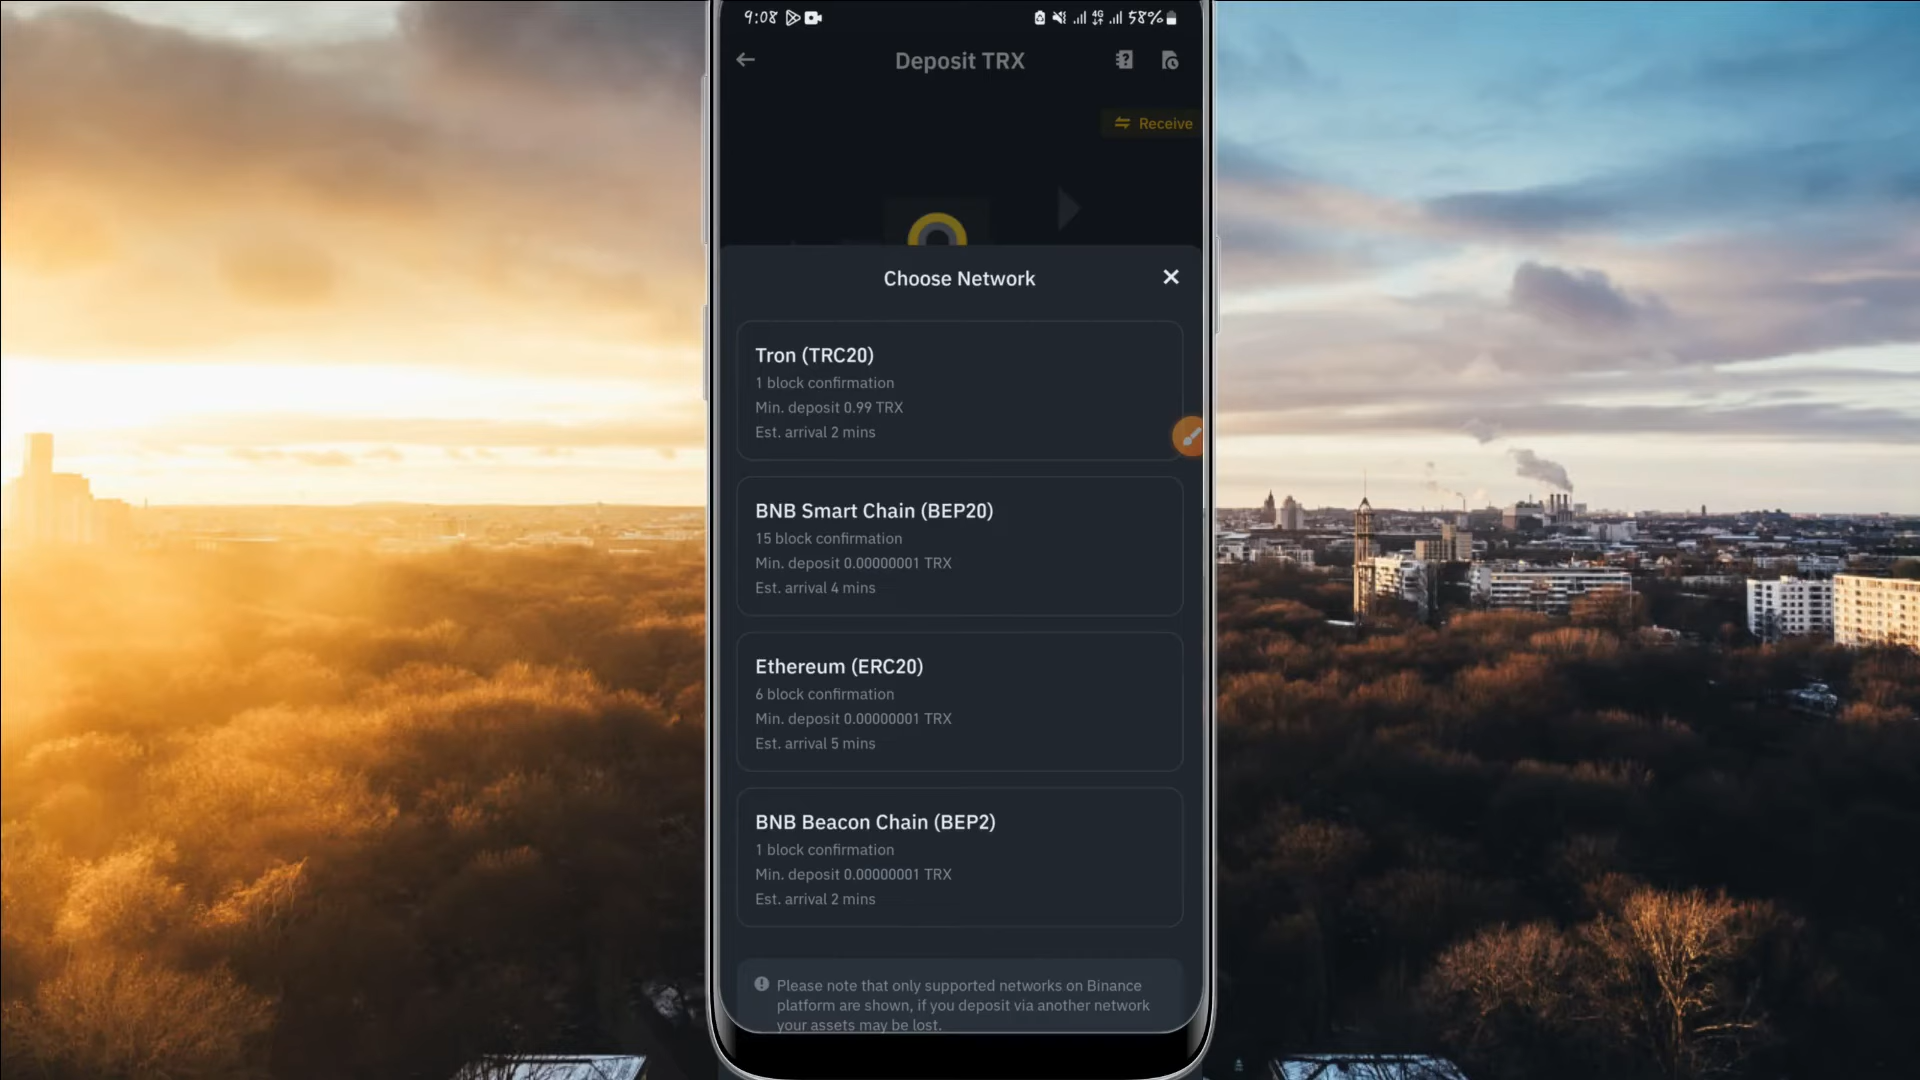 9:08
4G
58%
Deposit TRX
Receive
Choose Network
Tron (TRC20)
1 block confirmation
Min. deposit 0.99 TRX
Est. arrival 2 mins
BNB Smart Chain (BEP20)
15 block confirmation
Min. deposit 0.00000001 TRX
Est. arrival 4 mins
Ethereum (ERC20)
6 block confirmation
Min. deposit 0.00000001 TRX
Est. arrival 5 mins
BNB Beacon Chain (BEP2)
1 block confirmation
Min. deposit 0.00000001 TRX
Est. arrival 2 mins
Please note that only supported networks on Binance
platform are shown, if you deposit via another network
your assets may be lost.